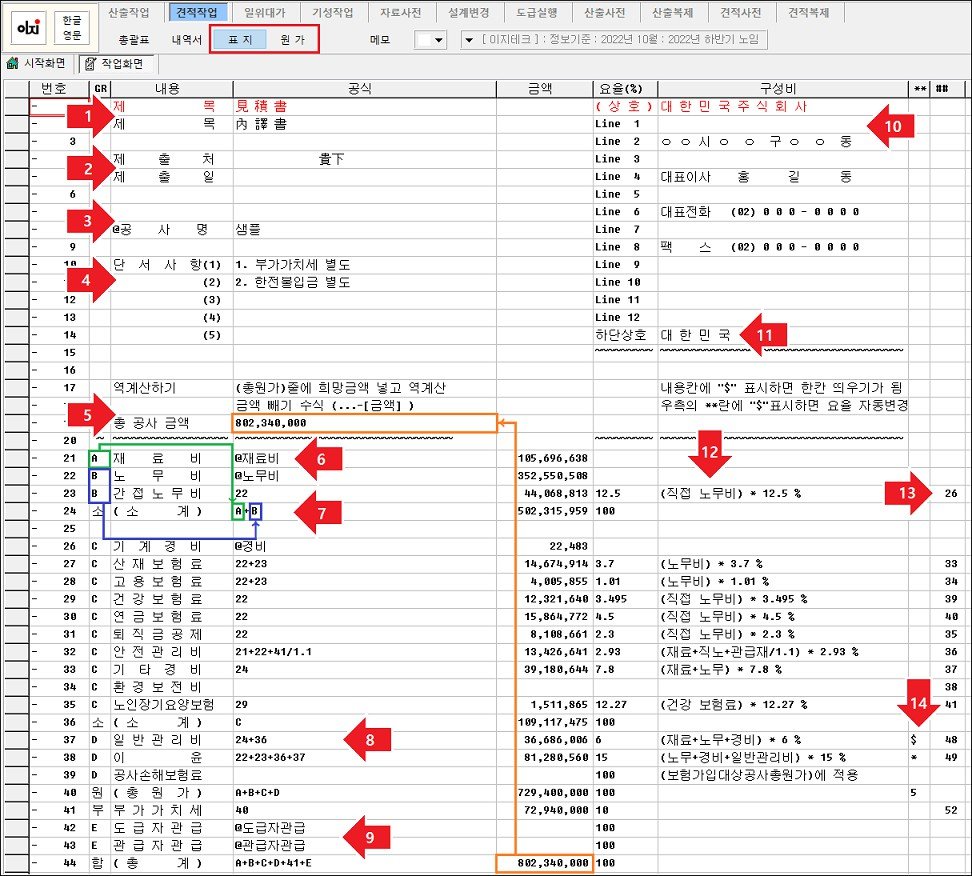 olxi 한글 영문
산출작업 견적작업 일위대가 기성작업 자료사전 설계변경 도급실행 산출사전 산출복제 견적사전 견적복제
총괄표 내역서 표 지 원 가 메모 [ 이지테크 ] : 정보기준 : 2022년 10월 : 2022년 하반기 노임
시작화면 작업화면
번호 GR 내용 공식 금액 요율(%) 구성비 ** ##
- 1 제 목 見 積 書 ( 상 호 ) 대 한 민 국 주 식 회 사
- 제 목 內 譯 書 Line 1 10
- 3 Line 2 ㅇ ㅇ 시 ㅇ ㅇ 구 ㅇ ㅇ 동
- 2 제 출 처 貴下 Line 3
- 제 출 일 Line 4 대표이사 홍 길 동
- 6 Line 5
- 3 Line 6 대표전화 (02) 0 0 0 - 0 0 0 0
- @공 사 명 샘플 Line 7
- 9 Line 8 팩 스 (02) 0 0 0 - 0 0 0 0
- 10 단 서 사 항(1) 1. 부가가치세 별도 Line 9
- 4 (2) 2. 한전불입금 별도 Line 10
- 12 (3) Line 11
- 13 (4) Line 12
- 14 (5) 하단상호 대 한 민 국 11
- 15 ~~~~~~~~~~~~~~~~~~~~~~~~~~~~~~~~~~
- 16
- 17 역계산하기 (총원가)줄에 희망금액 넣고 역계산 내용칸에 "$" 표시하면 한칸 띄우기가 됨
- 5 금액 빼기 수식 (...-[금액] ) 우측의 **란에 "$"표시하면 요율 자동변경
- 총 공사 금액 802,340,000
- 20 ~~~~~~~~~~~~~~~~~~~~~~~~~~~~~~~~~~
- 21 A 재 료 비 @재료비 6 105,696,638 12
- 22 B 노 무 비 @노무비 352,550,508
- 23 B 간 접 노 무 비 22 44,068,813 12.5 (직접 노무비) * 12.5 % 13 26
- 24 소 ( 소 계 ) A+B 7 502,315,959 100
- 25
- 26 C 기 계 경 비 @경비 22,483
- 27 C 산 재 보 험 료 22+23 14,674,914 3.7 (노무비) * 3.7 % 33
- 28 C 고 용 보 험 료 22+23 4,005,855 1.01 (노무비) * 1.01 % 34
- 29 C 건 강 보 험 료 22 12,321,640 3.495 (직접 노무비) * 3.495 % 39
- 30 C 연 금 보 험 료 22 15,864,772 4.5 (직접 노무비) * 4.5 % 40
- 31 C 퇴 직 금 공 제 22 8,108,661 2.3 (직접 노무비) * 2.3 % 35
- 32 C 안 전 관 리 비 21+22+41/1.1 13,426,641 2.93 (재료+직노+관급재/1.1) * 2.93 % 36
- 33 C 기 타 경 비 24 39,180,644 7.8 (재료+노무) * 7.8 % 37
- 34 C 환 경 보 전 비 38
- 35 C 노인장기요양보험 29 1,511,865 12.27 (건강 보험료) * 12.27 % 14 41
- 36 소 ( 소 계 ) C 109,117,475 100
- 37 D 일 반 관 리 비 24+36 8 36,686,006 6 (재료+노무+경비) * 6 % $ 48
- 38 D 이 윤 22+23+36+37 81,280,560 15 (노무+경비+일반관리비) * 15 % * 49
- 39 D 공사손해보험료 100 (보험가입대상공사총원가)에 적용
- 40 원 ( 총 원 가 ) A+B+C+D 729,400,000 100 5
- 41 부 부 가 가 치 세 40 72,940,000 10 52
- 42 E 도 급 자 관 급 @도급자관급 9 100
- 43 E 관 급 자 관 급 @관급자관급 100
- 44 합 ( 총 계 ) A+B+C+D+41+E 802,340,000 100